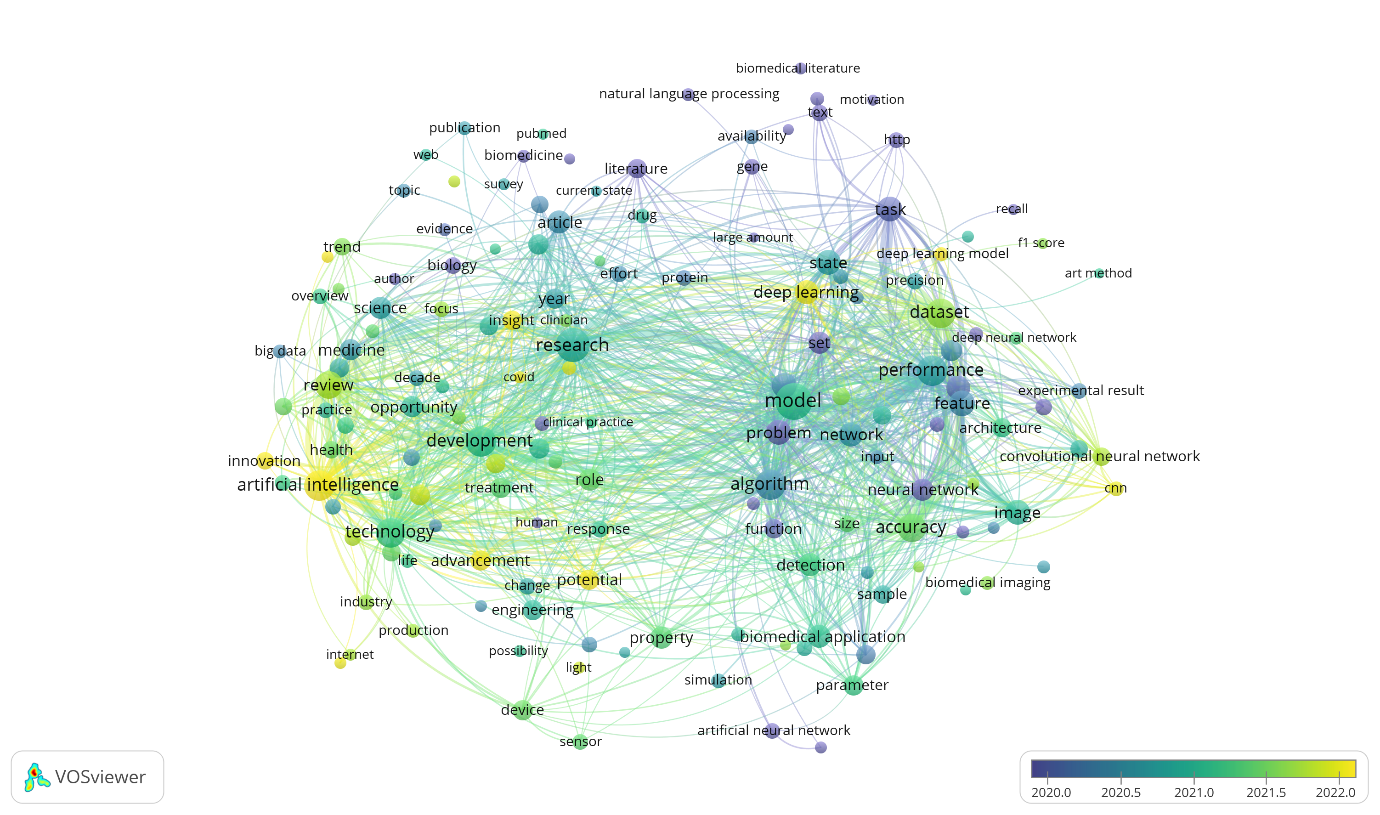 biomedical literature
natural language processing
motivation
text
publication
pubmed
availability
http
web
biomedicine
literature
gene
survey
current state
topic
task
recall
article
drug
evidence
large amount
f1 score
trend
deep learning model
biology
state
author
effort
protein
precision
art method
overview
deep learning
science
focus
year
dataset
insight
clinician
deep neural network
big data
medicine
research
set
performance
review
decade
covid
experimental result
practice
opportunity
model
feature
clinical practice
architecture
development
problem
network
health
input
convolutional neural network
innovation
artificial intelligence
treatment
role
algorithm
neural network
cnn
technology
human
response
function
size
accuracy
image
life
advancement
detection
change
potential
biomedical imaging
industry
engineering
sample
production
property
biomedical application
internet
possibility
light
simulation
parameter
device
sensor
artificial neural network
VOSviewer
2020.0
2020.5
2021.0
2021.5
2022.0